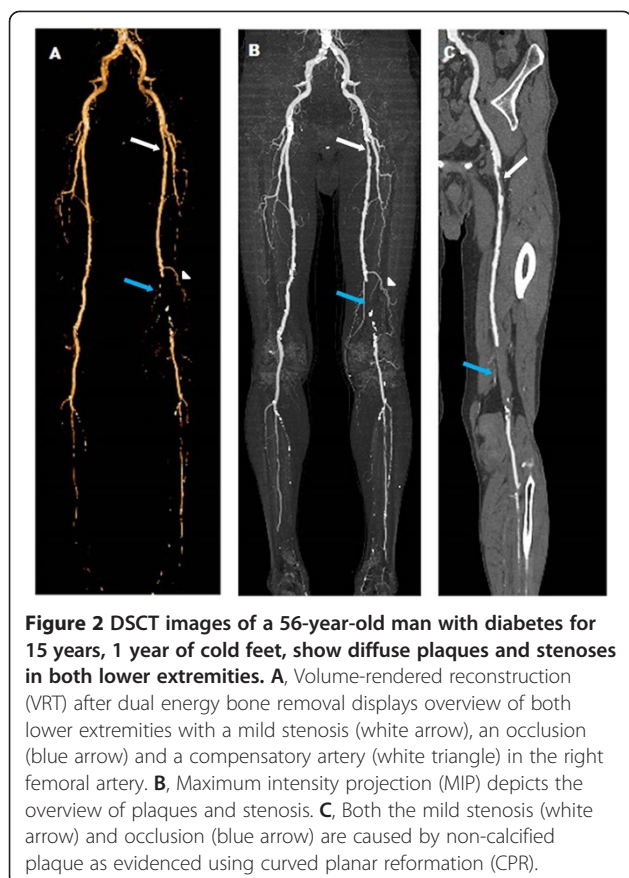 A
B
C
Figure 2 DSCT images of a 56-year-old man with diabetes for
15 years, 1 year of cold feet, show diffuse plaques and stenoses
in both lower extremities. A, Volume-rendered reconstruction
(VRT) after dual energy bone removal displays overview of both
lower extremities with a mild stenosis (white arrow), an occlusion
(blue arrow) and a compensatory artery (white triangle) in the right
femoral artery. B, Maximum intensity projection (MIP) depicts the
overview of plaques and stenosis. C, Both the mild stenosis (white
arrow) and occlusion (blue arrow) are caused by non-calcified
plaque as evidenced using curved planar reformation (CPR).